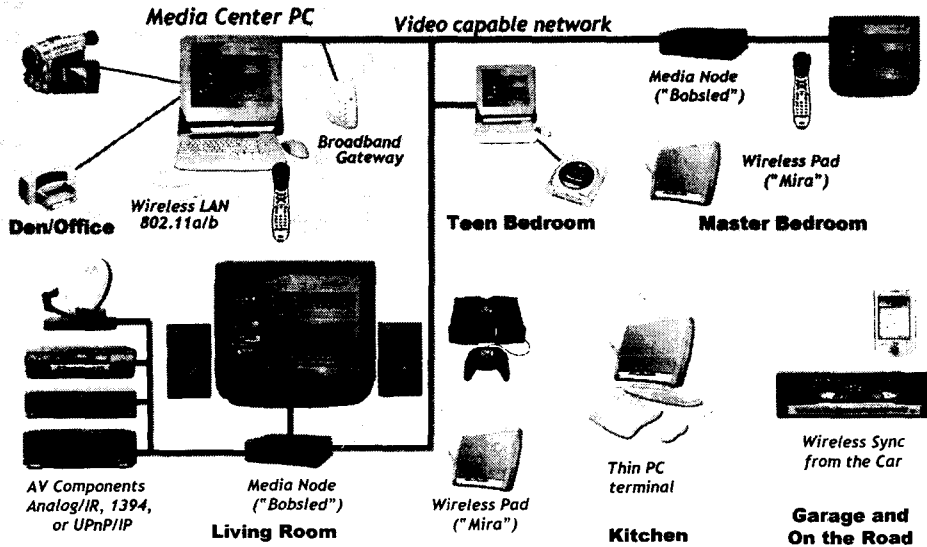 Media Center PC
Video capable network
Media Node
("Bobsled")
Broadband
Gateway
Wireless Pad
("Mira")
Wireless LAN
802.11a/b
Den/Office
Teen Bedroom
Master Bedroom
AV Components
Analog/IR, 1394,
or UPnP/IP
Media Node
("Bobsled")
Living Room
Wireless Pad
("Mira")
Thin PC
terminal
Kitchen
Wireless Sync
from the Car
Garage and
On the Road